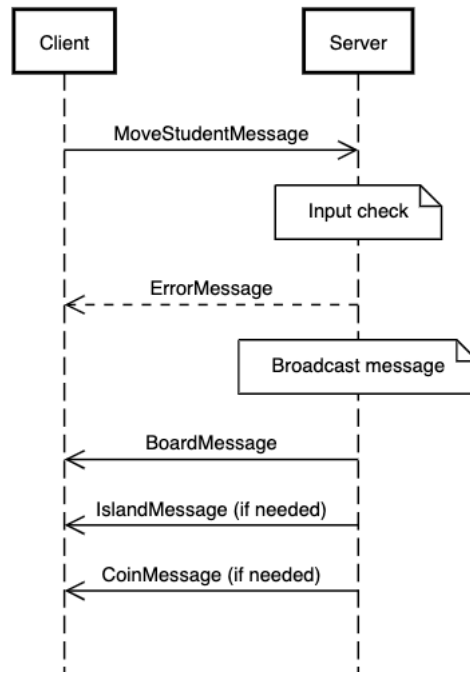 Client
Server
MoveStudentMessage
Input check
ErrorMessage
Broadcast message
BoardMessage
IslandMessage (if needed)
CoinMessage (if needed)